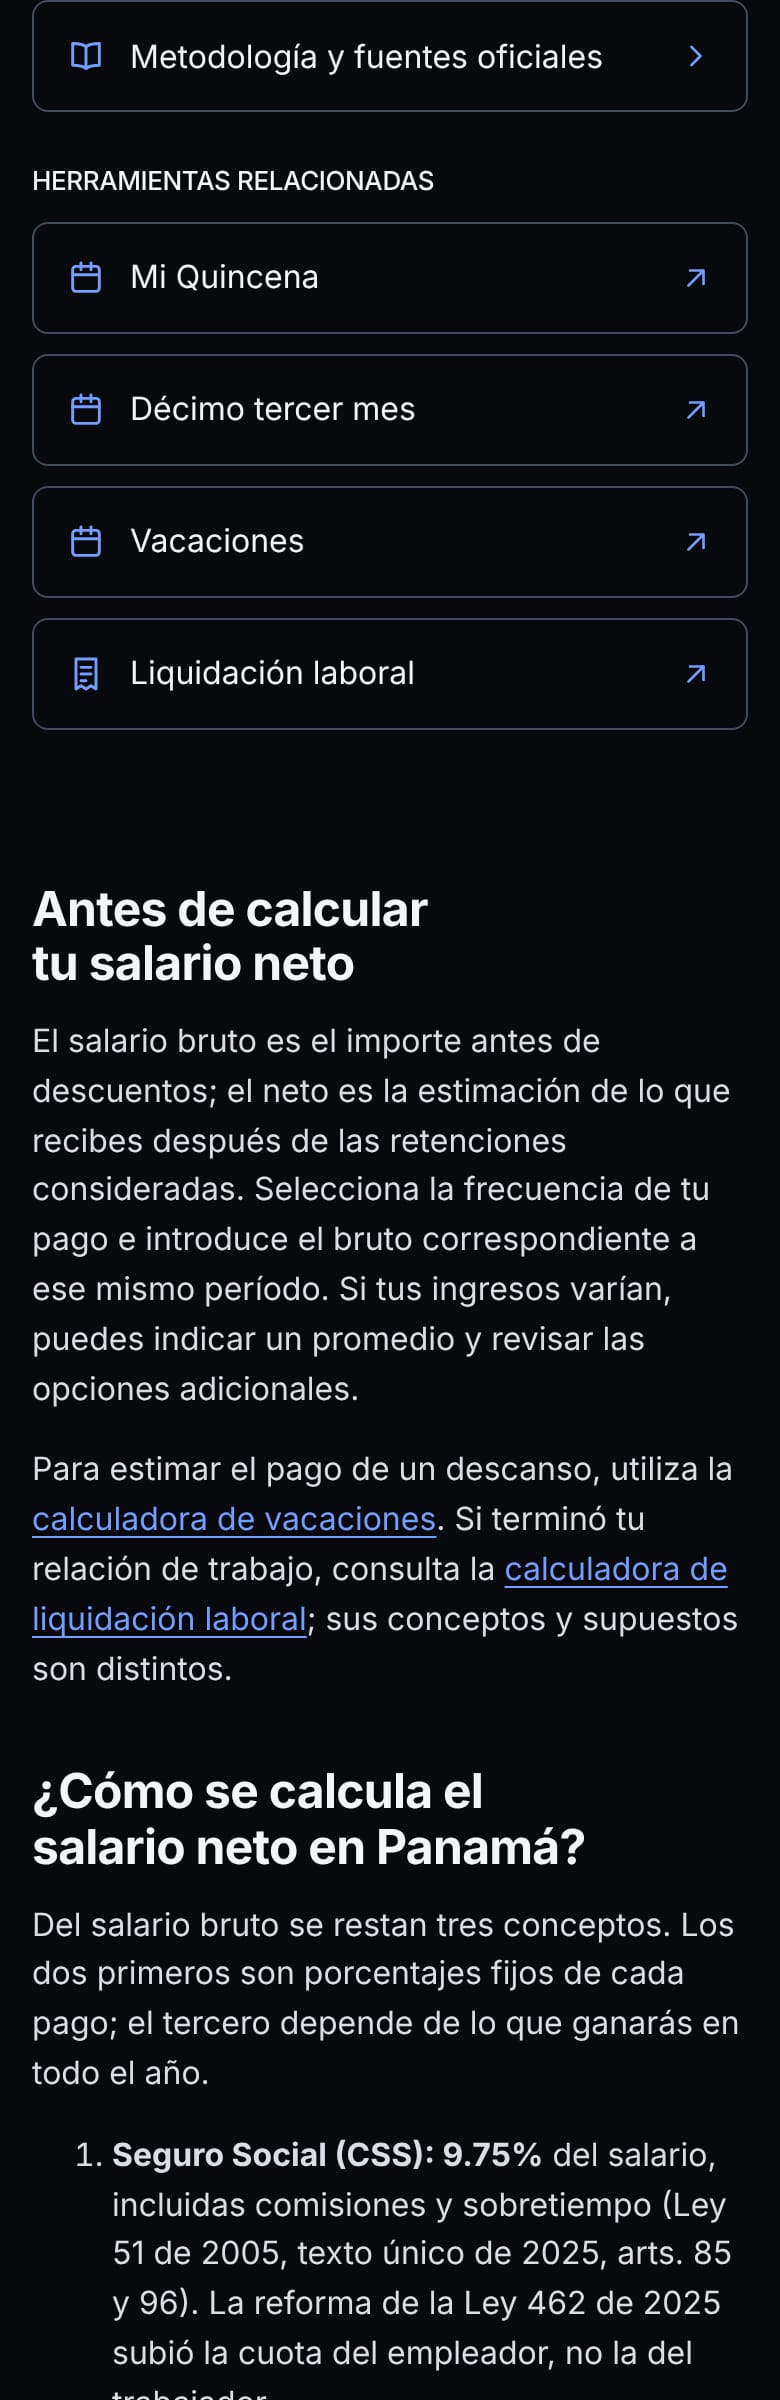 Metodología y fuentes oficiales
HERRAMIENTAS RELACIONADAS
Mi Quincena
Décimo tercer mes
Vacaciones
Liquidación laboral
Antes de calcular
tu salario neto
El salario bruto es el importe antes de
descuentos; el neto es la estimación de lo que
recibes después de las retenciones
consideradas. Selecciona la frecuencia de tu
pago e introduce el bruto correspondiente a
ese mismo período. Si tus ingresos varían,
puedes indicar un promedio y revisar las
opciones adicionales.
Para estimar el pago de un descanso, utiliza la
calculadora de vacaciones. Si terminó tu
relación de trabajo, consulta la calculadora de
liquidación laboral; sus conceptos y supuestos
son distintos.
¿Cómo se calcula el
salario neto en Panamá?
Del salario bruto se restan tres conceptos. Los
dos primeros son porcentajes fijos de cada
pago; el tercero depende de lo que ganarás en
todo el año.
1. Seguro Social (CSS): 9.75% del salario,
incluidas comisiones y sobretiempo (Ley
51 de 2005, texto único de 2025, arts. 85
y 96). La reforma de la Ley 462 de 2025
subió la cuota del empleador, no la del